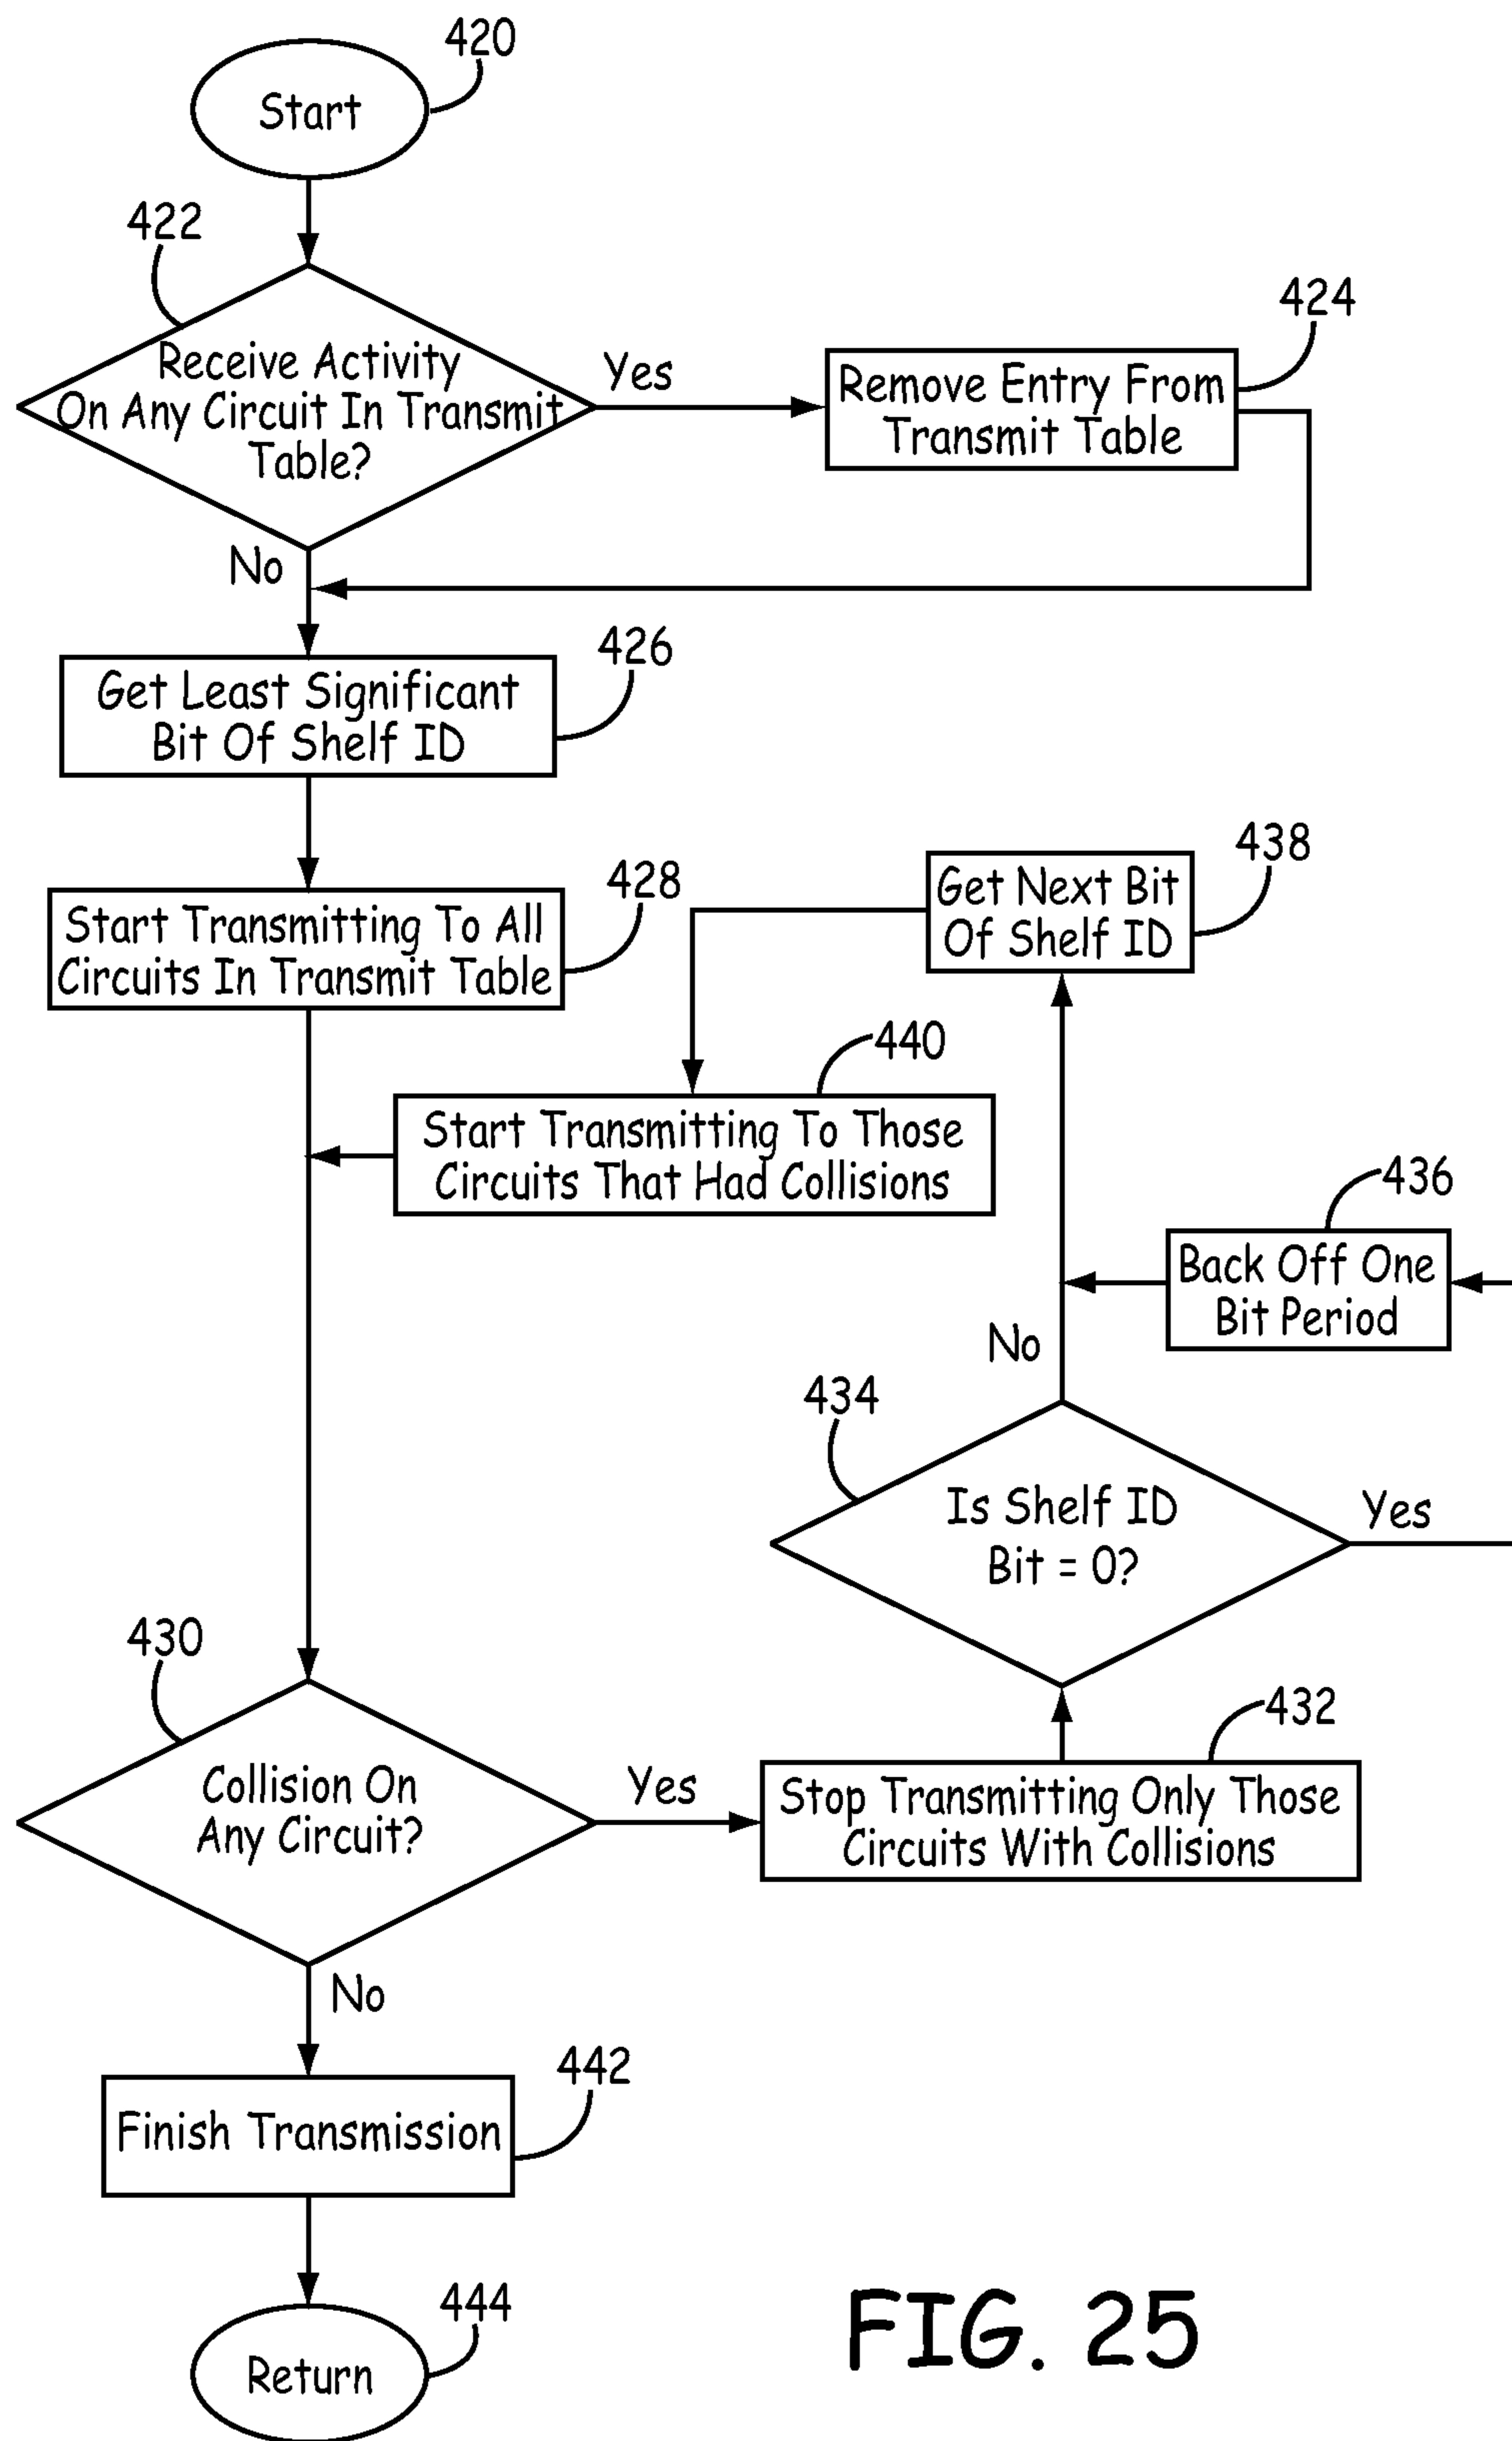 420
Start
422
Receive Activity
On Any Circuit In Transmit
Table?
Yes
424
Remove Entry From
Transmit Table
No
426
Get Least Significant
Bit Of Shelf ID
428
Start Transmitting To All
Circuits In Transmit Table
438
Get Next Bit
Of Shelf ID
440
Start Transmitting To Those
Circuits That Had Collisions
436
Back Off One
Bit Period
No
434
Is Shelf ID
Bit = 0?
Yes
430
Collision On
Any Circuit?
Yes
432
Stop Transmitting Only Those
Circuits With Collisions
No
442
Finish Transmission
444
Return
FIG. 25